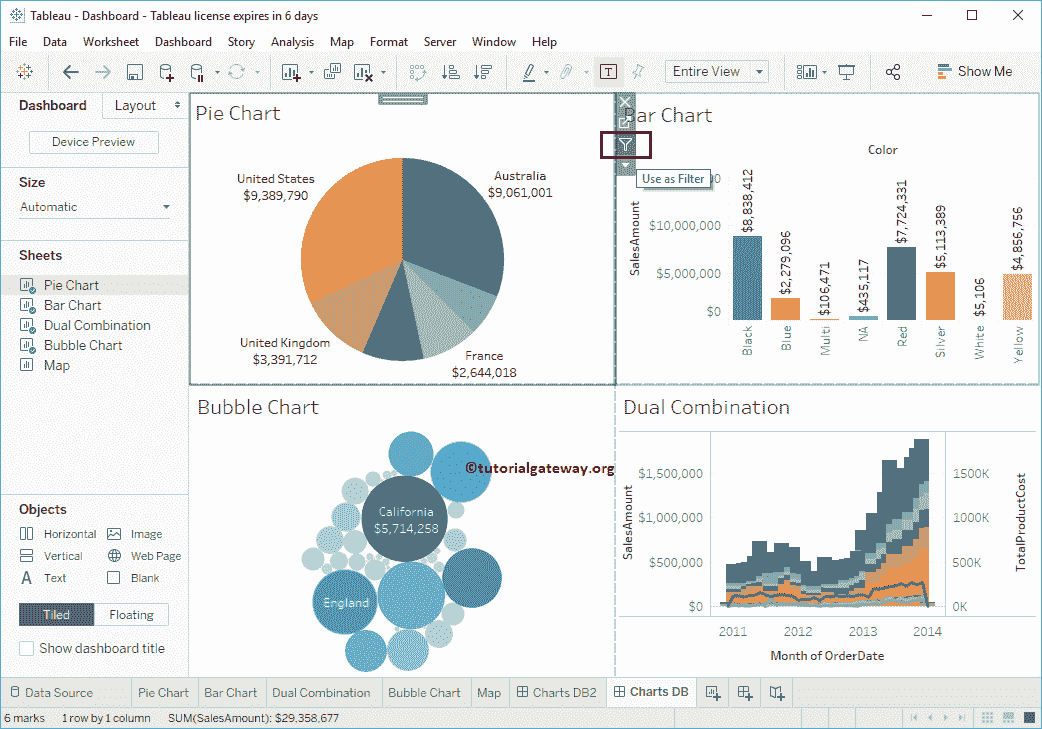 Tableau - Dashboard - Tableau license expires in 6 days
File Data Worksheet Dashboard Story Analysis Map Format Server Window Help
T Entire View Show Me
Dashboard Layout
Device Preview
Size
Automatic
Sheets
Pie Chart
Bar Chart
Dual Combination
Bubble Chart
Map
Objects
Horizontal Image
Vertical Web Page
A Text Blank
Tiled Floating
Show dashboard title
Pie Chart
United States
$9,389,790
Australia
$9,061,001
United Kingdom
$3,391,712
France
$2,644,018
Use as Filter
Bar Chart
Color
SalesAmount
$10,000,000
$5,000,000
$0
$8,838,412
$2,279,096
$106,471
$435,117
$7,724,331
$5,113,389
$5,106
$4,856,756
Black
Blue
Multi
NA
Red
Silver
White
Yellow
Bubble Chart
©tutorialgateway.org
California
$5,714,258
England
Dual Combination
SalesAmount
$1,500,000
$1,000,000
$500,000
$0
1500K
1000K
500K
0K
TotalProductCost
2011 2012 2013 2014
Month of OrderDate
Data Source Pie Chart Bar Chart Dual Combination Bubble Chart Map Charts DB2 Charts DB
6 marks 1 row by 1 column SUM(SalesAmount): $29,358,677